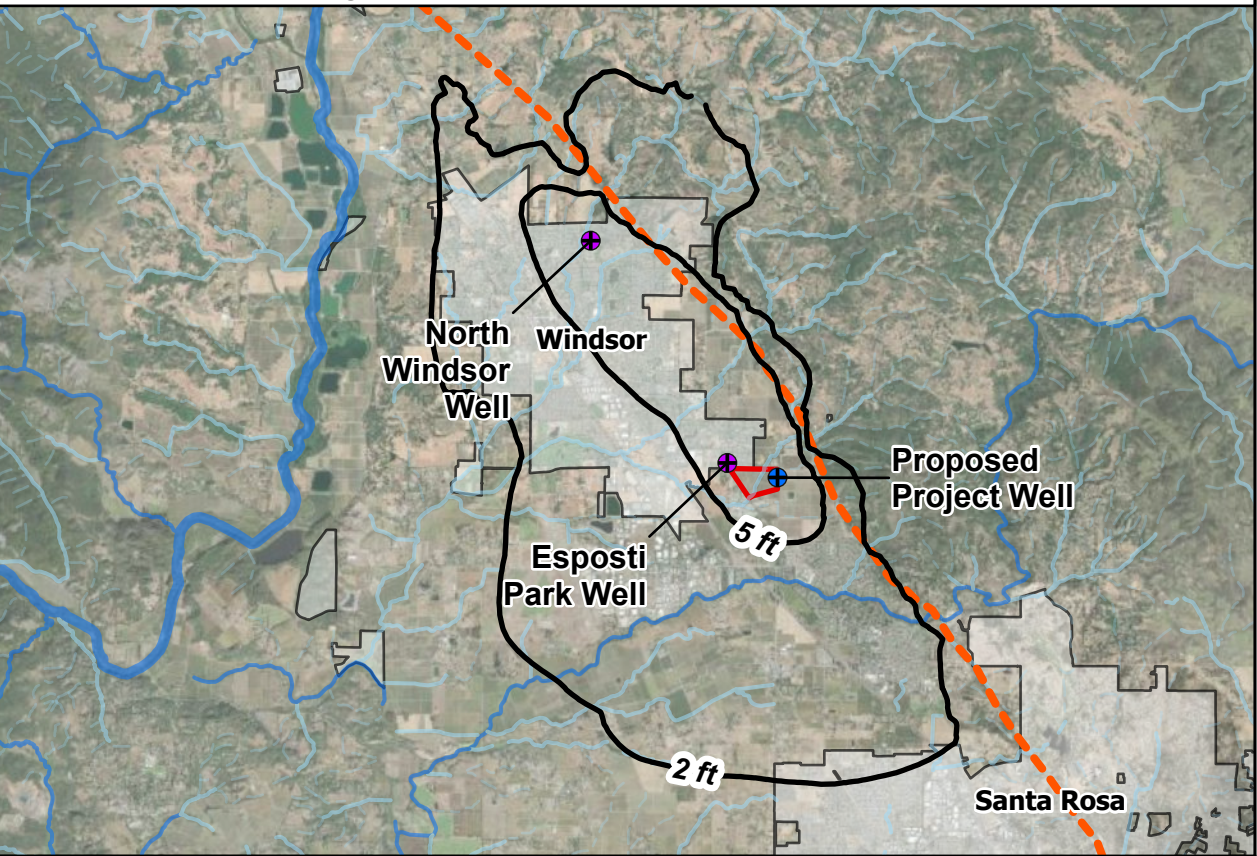 North
Windsor
Well
Windsor
Proposed
Project Well
5 ft
Esposti
Park Well
2 ft
Santa Rosa